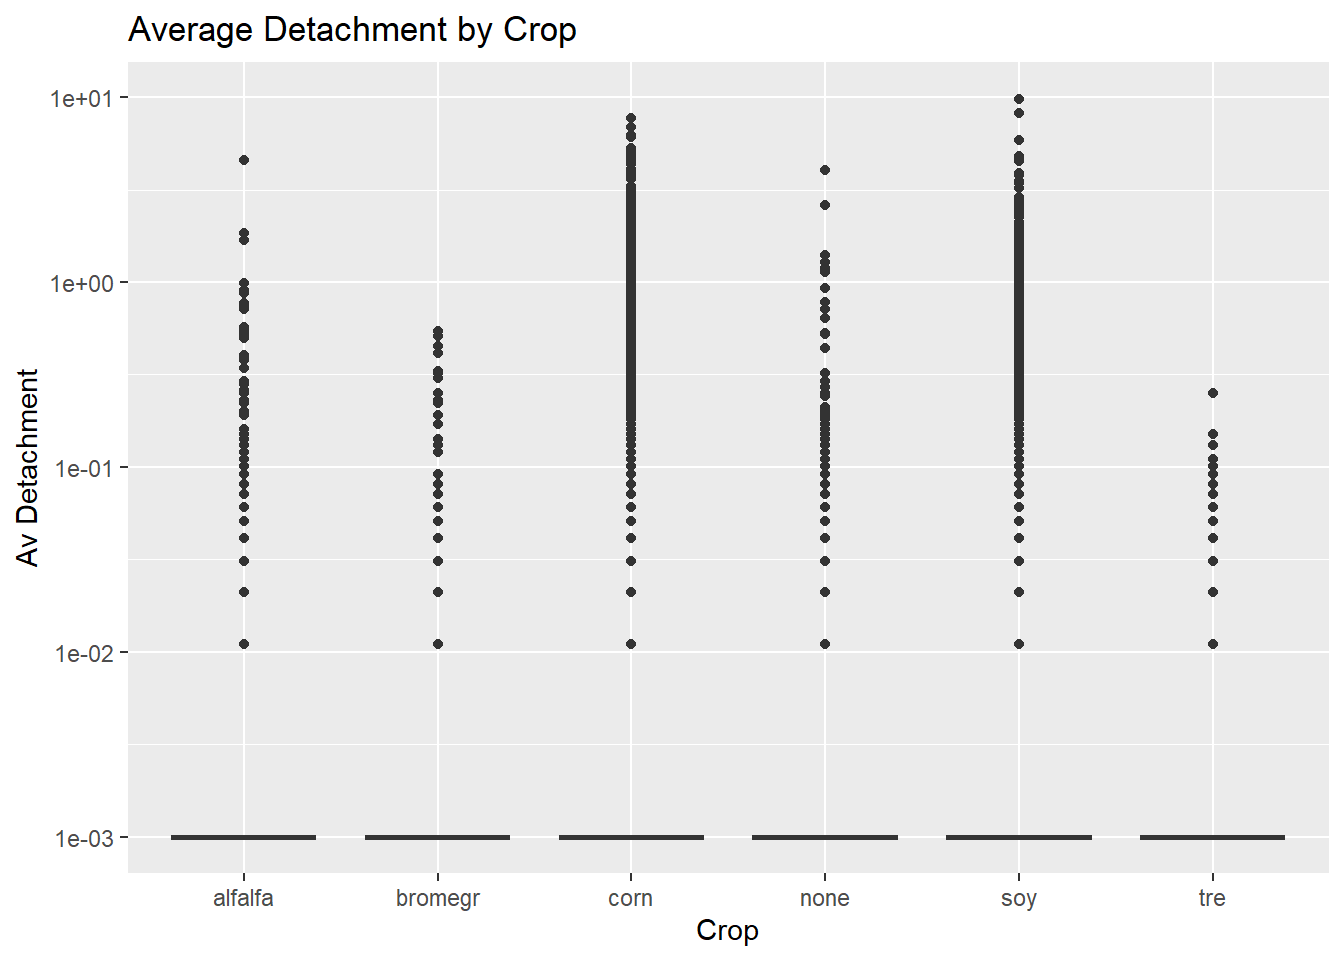 Average Detachment by Crop
1e+01
1e+00
1e-01
1e-02
1e-03
Av Detachment
alfalfa
bromegr
corn
none
soy
tre
Crop